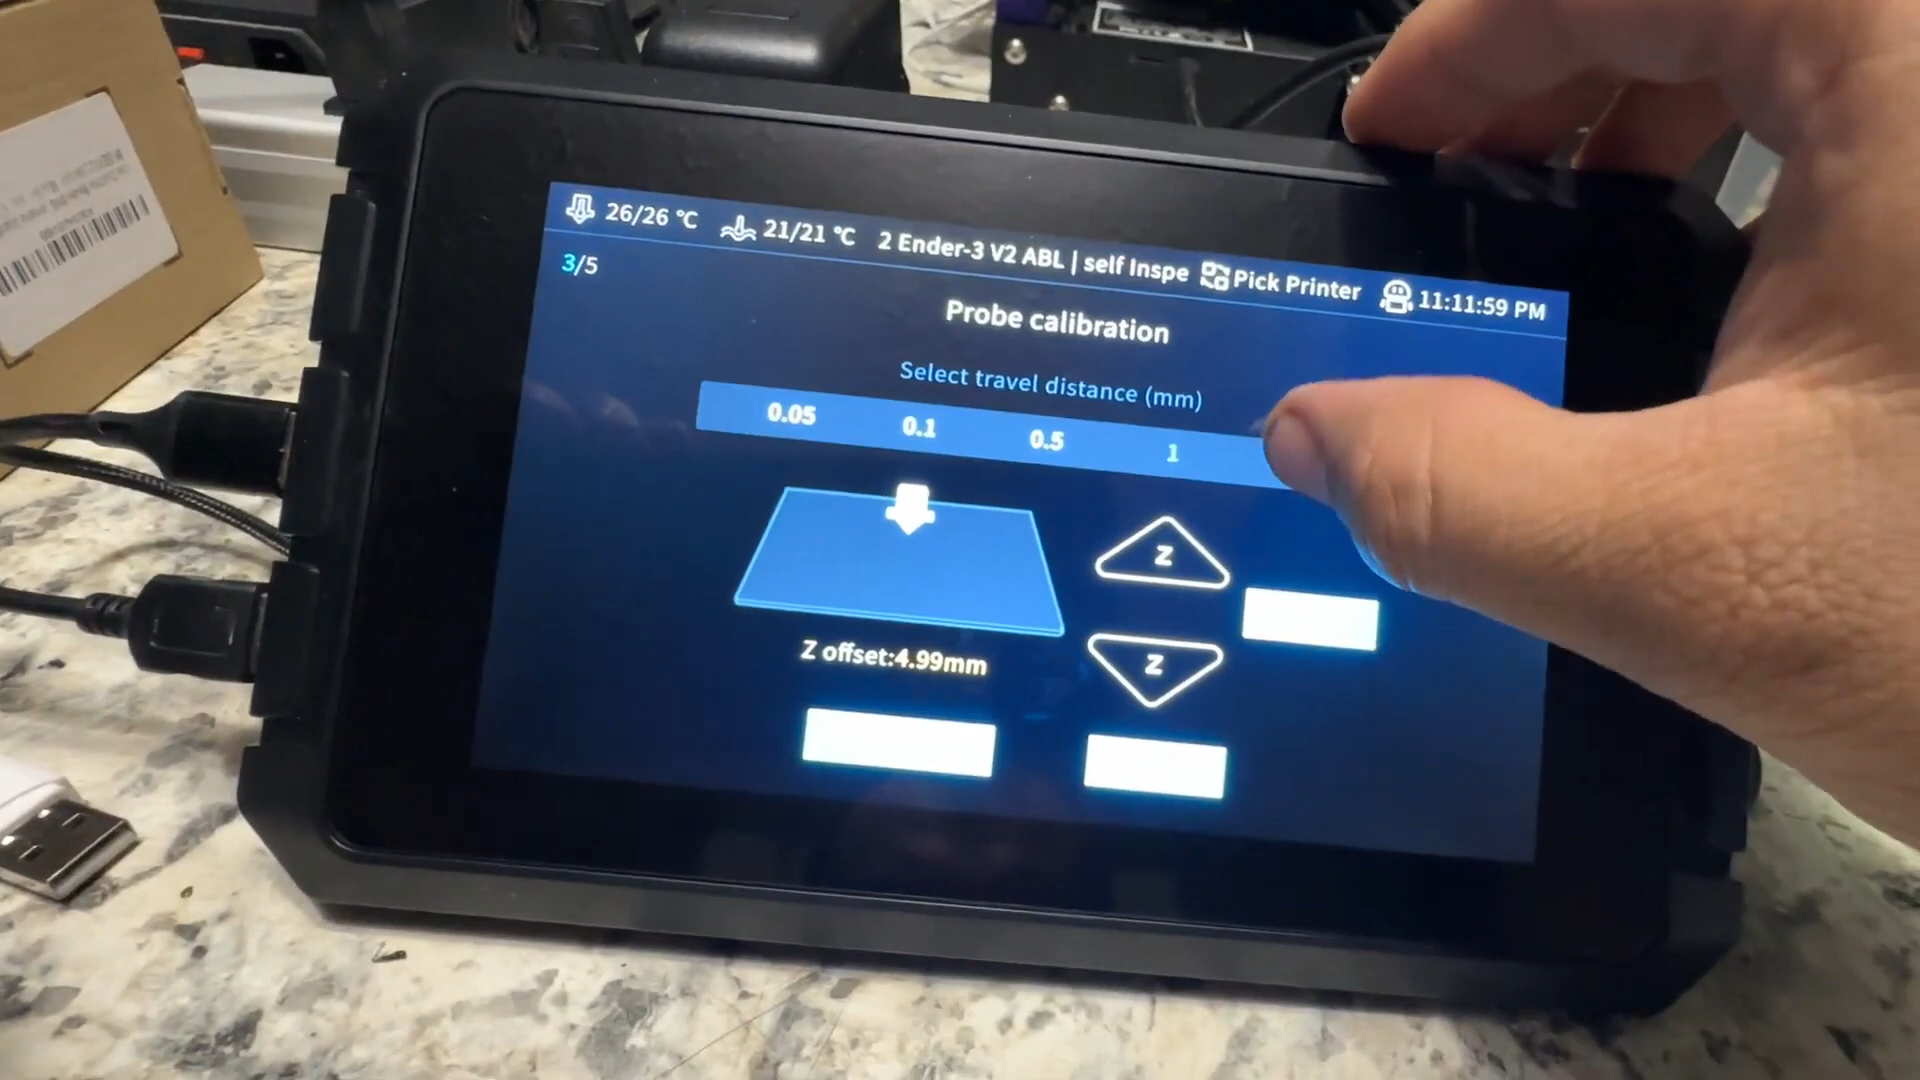 26/26 °C 21/21 °C 2 Ender-3 V2 ABL | self Inspe Pick Printer 11:11:59 PM
3/5
Probe calibration
Select travel distance (mm)
0.05 0.1 0.5 1
Z
Z
Z offset:4.99mm